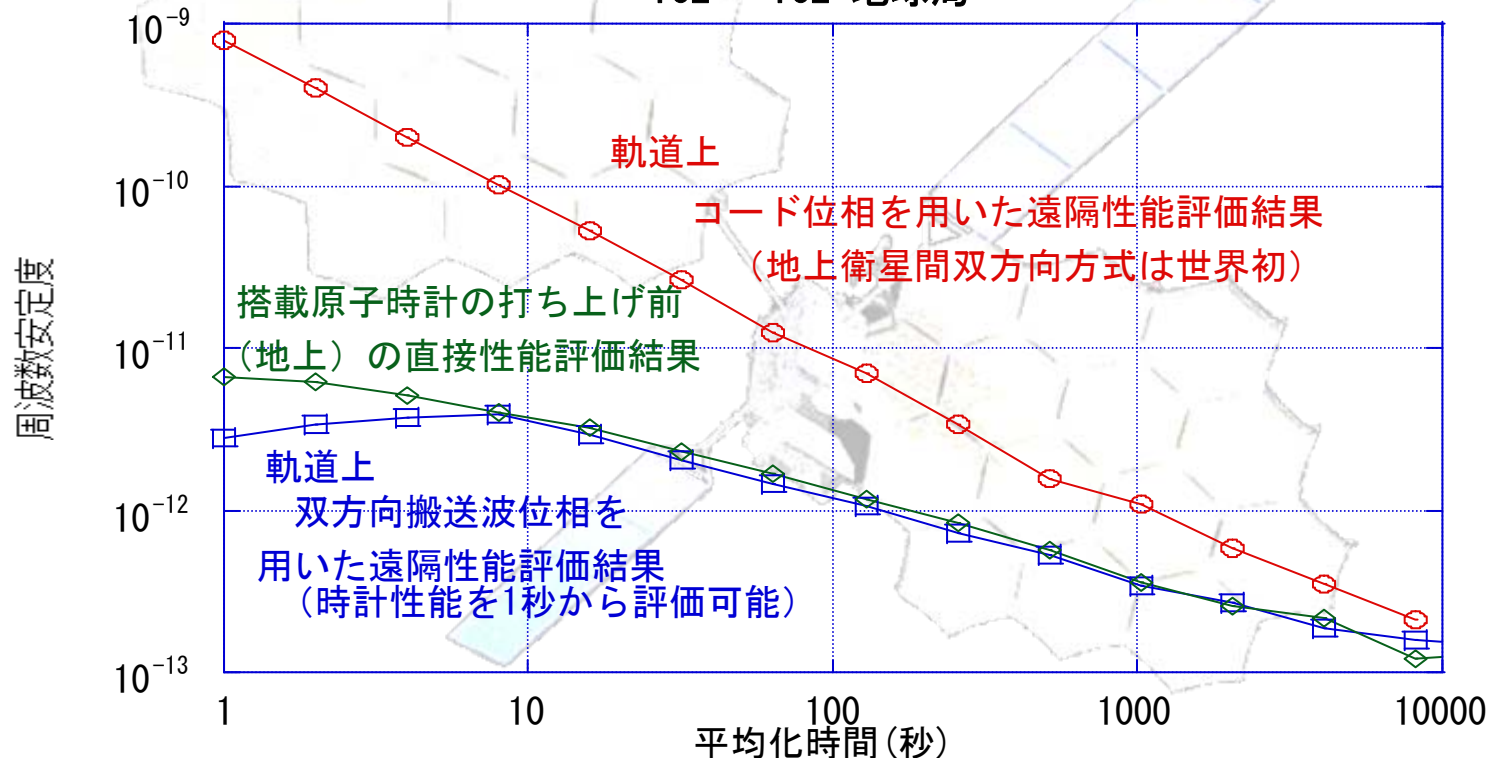 10⁻⁹
10⁻¹⁰
10⁻¹¹
10⁻¹²
10⁻¹³
周波数安定度
軌道上
コード位相を用いた遠隔性能評価結果
（地上衛星間双方向方式は世界初）
搭載原子時計の打ち上げ前
（地上）の直接性能評価結果
軌道上
双方向搬送波位相を
用いた遠隔性能評価結果
（時計性能を1秒から評価可能）
1
10
100
1000
10000
平均化時間(秒)